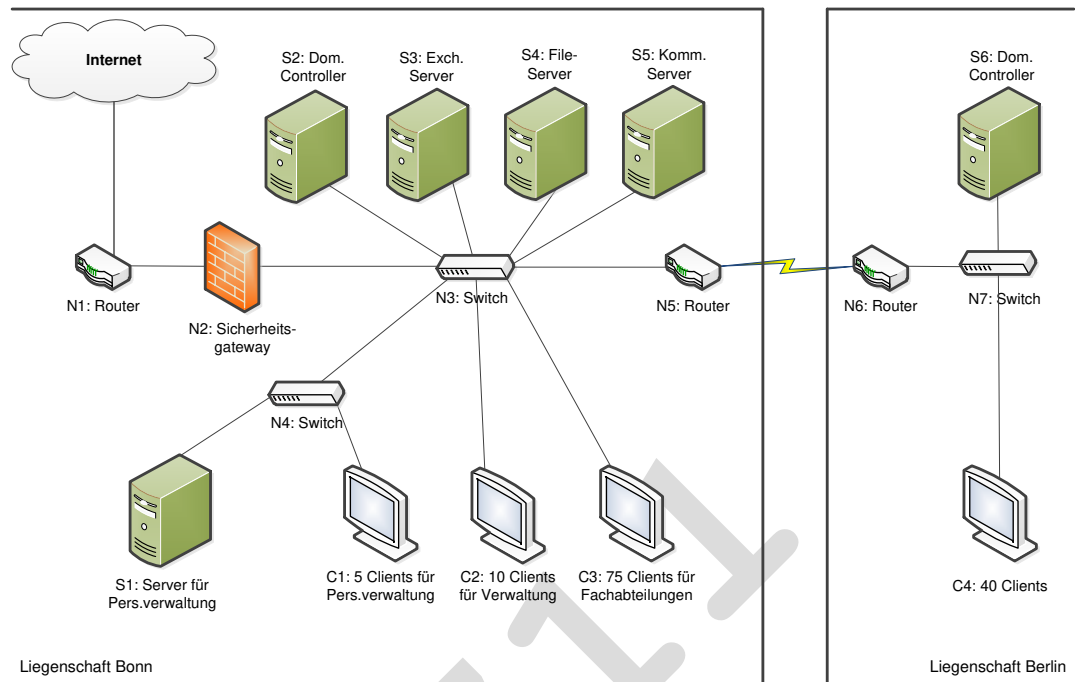 Internet
S2: Dom.
Controller
S3: Exch.
Server
S4: File-
Server
S5: Komm.
Server
S6: Dom.
Controller
N1: Router
N2: Sicherheits-
gateway
N3: Switch
N5: Router
N6: Router
N7: Switch
N4: Switch
S1: Server für
Pers.verwaltung
C1: 5 Clients für
Pers.verwaltung
C2: 10 Clients
für Verwaltung
C3: 75 Clients für
Fachabteilungen
C4: 40 Clients
Liegenschaft Bonn
Liegenschaft Berlin